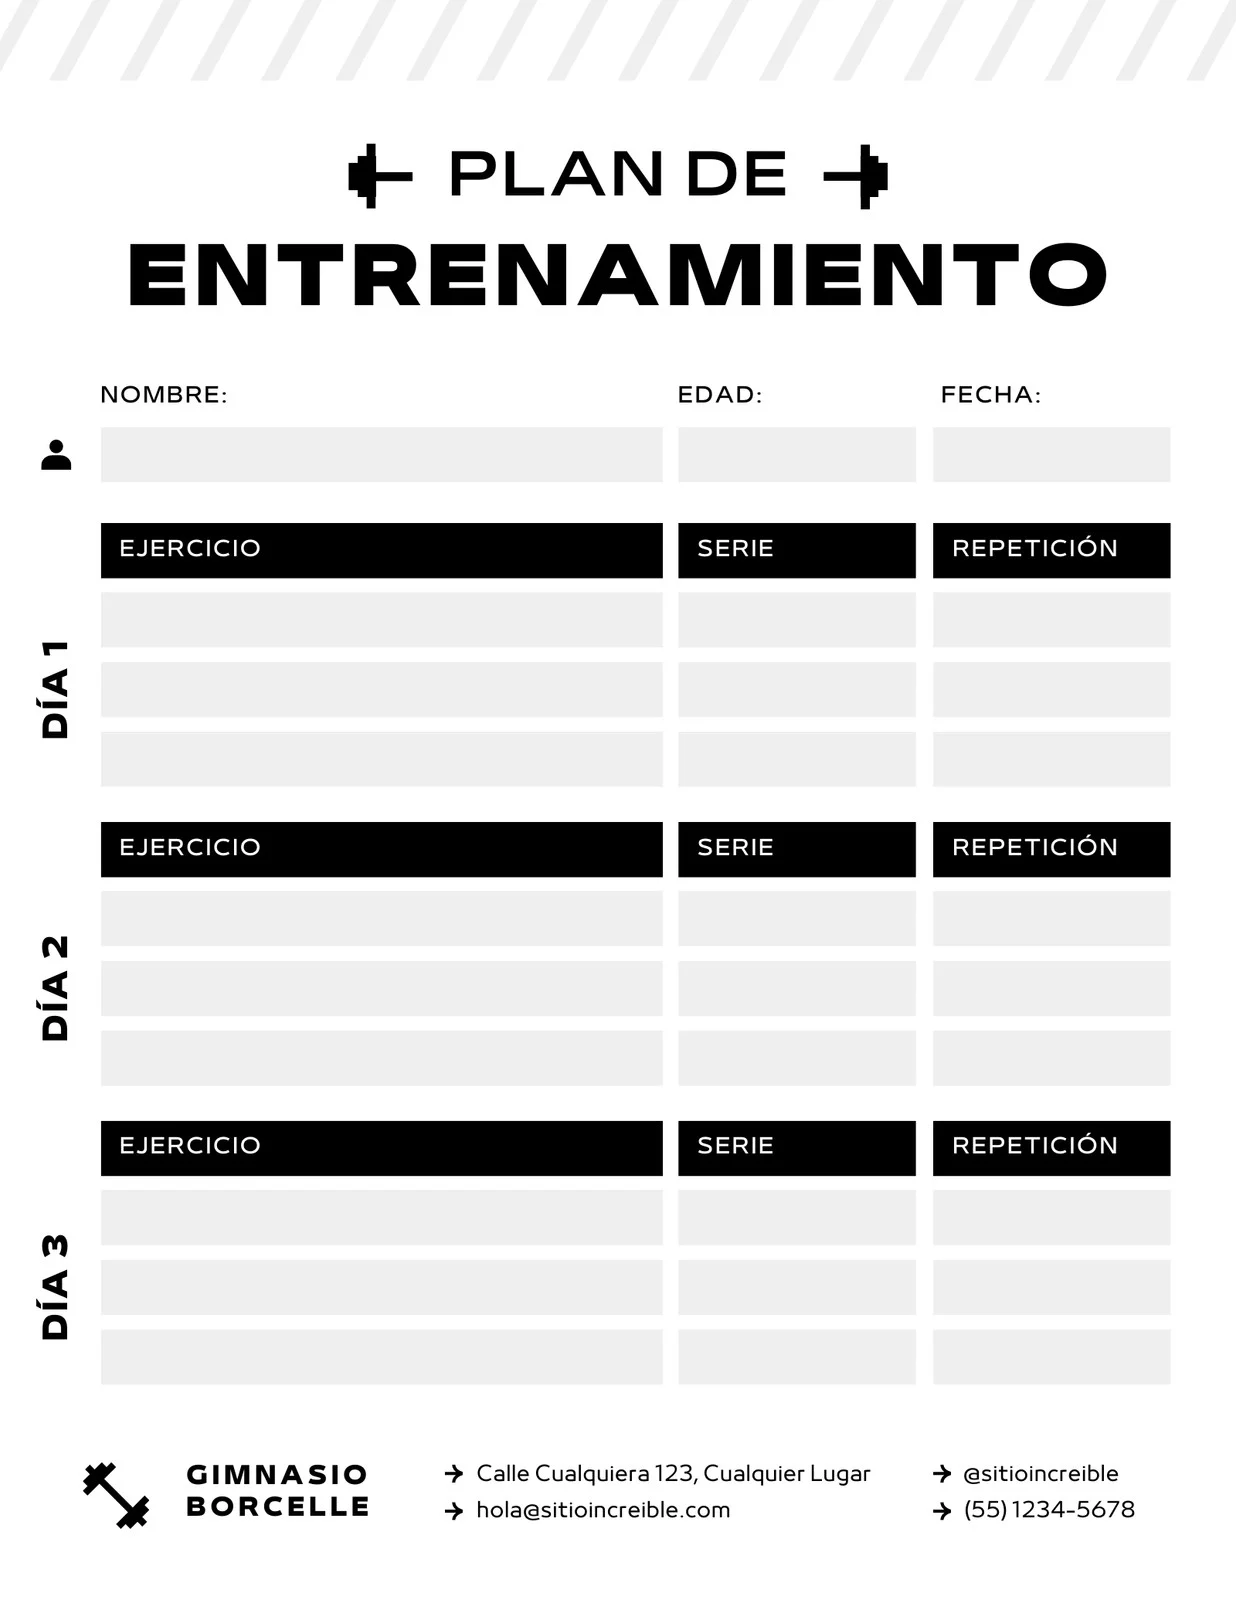 PLAN DE
ENTRENAMIENTO
NOMBRE: EDAD: FECHA:
DÍA 1
EJERCICIO SERIE REPETICIÓN
DÍA 2
EJERCICIO SERIE REPETICIÓN
DÍA 3
EJERCICIO SERIE REPETICIÓN
GIMNASIO
BORCELLE
Calle Cualquiera 123, Cualquier Lugar
hola@sitioincreible.com
@sitioincreible
(55) 1234-5678